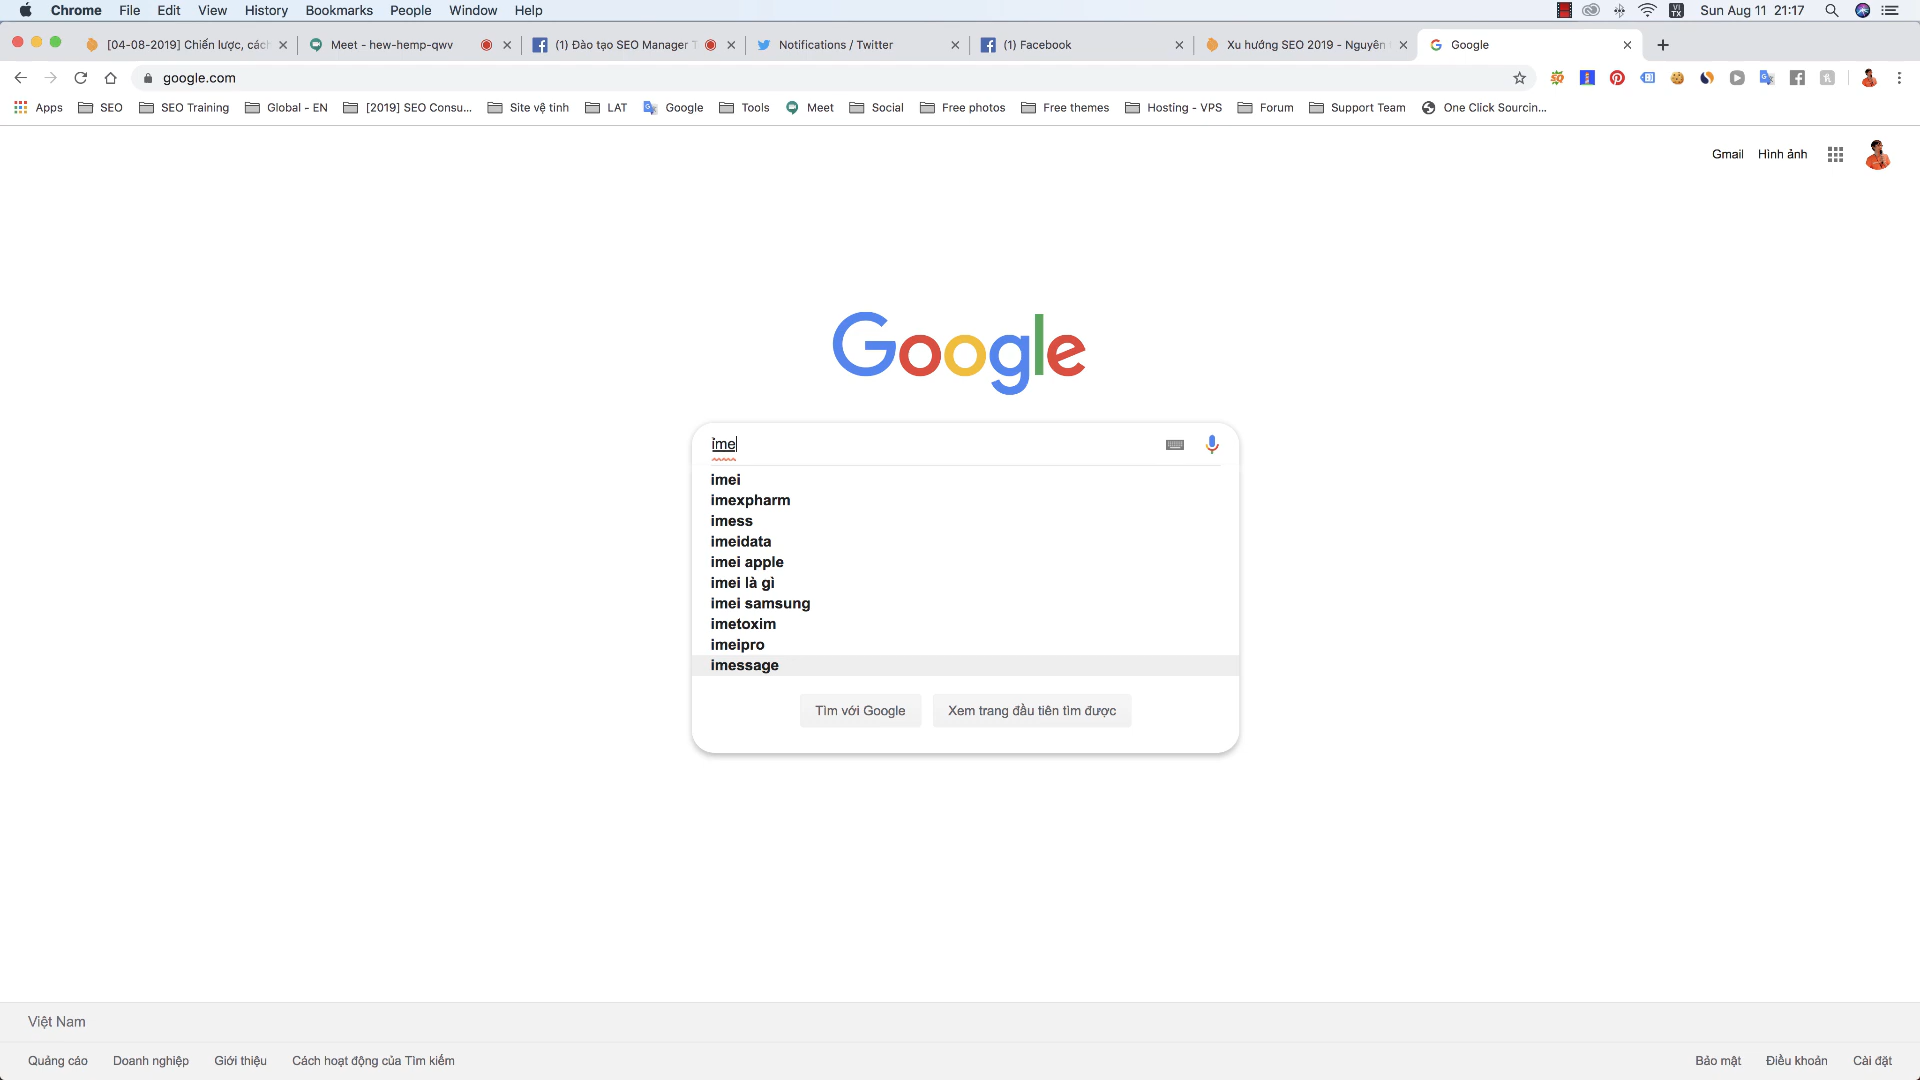 Chrome File Edit View History Bookmarks People Window Help VI TX Sun Aug 11 21:17
[04-08-2019] Chiến lược, các Meet - hew-hemp-qwv (1) Đào tạo SEO Manager Notifications / Twitter (1) Facebook Xu hướng SEO 2019 - Nguyên Google
google.com
Apps SEO SEO Training Global - EN [2019] SEO Consu... Site vệ tinh LAT Google Tools Meet Social Free photos Free themes Hosting - VPS Forum Support Team One Click Sourcin...
Gmail Hình ảnh
Google
ỉme
imei
imexpharm
imess
imeidata
imei apple
imei là gì
imei samsung
imetoxim
imeipro
imessage
Tìm với Google Xem trang đầu tiên tìm được
Việt Nam
Quảng cáo Doanh nghiệp Giới thiệu Cách hoạt động của Tìm kiếm Bảo mật Điều khoản Cài đặt